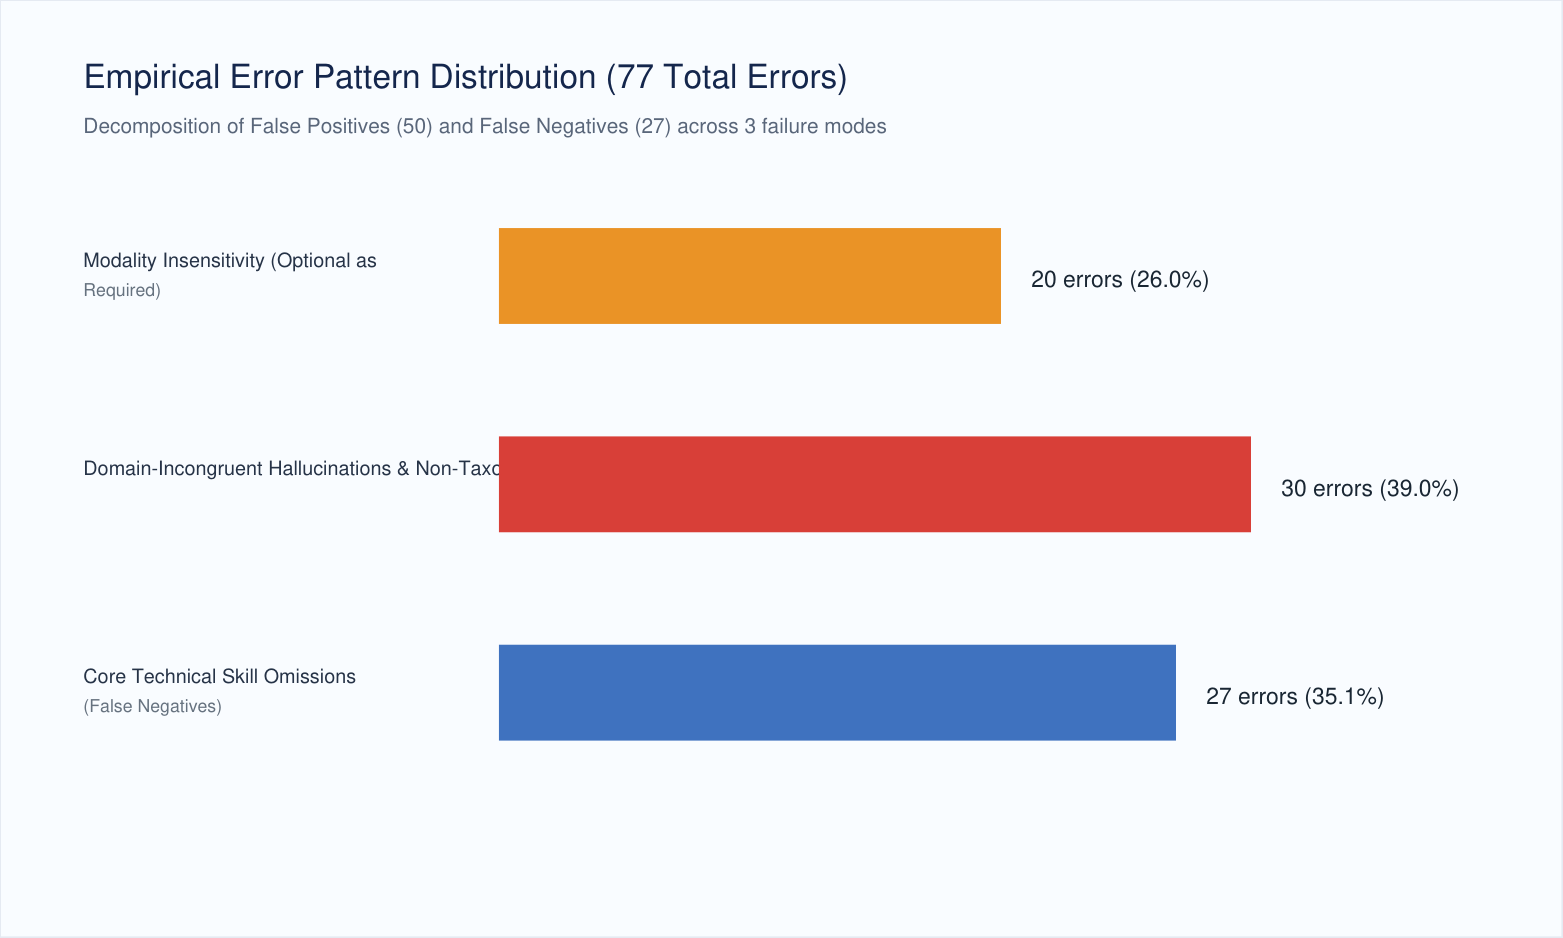 Empirical Error Pattern Distribution (77 Total Errors)
Decomposition of False Positives (50) and False Negatives (27) across 3 failure modes
Modality Insensitivity (Optional as
Required)
20 errors (26.0%)
Domain-Incongruent Hallucinations & Non-Taxo
30 errors (39.0%)
Core Technical Skill Omissions
(False Negatives)
27 errors (35.1%)